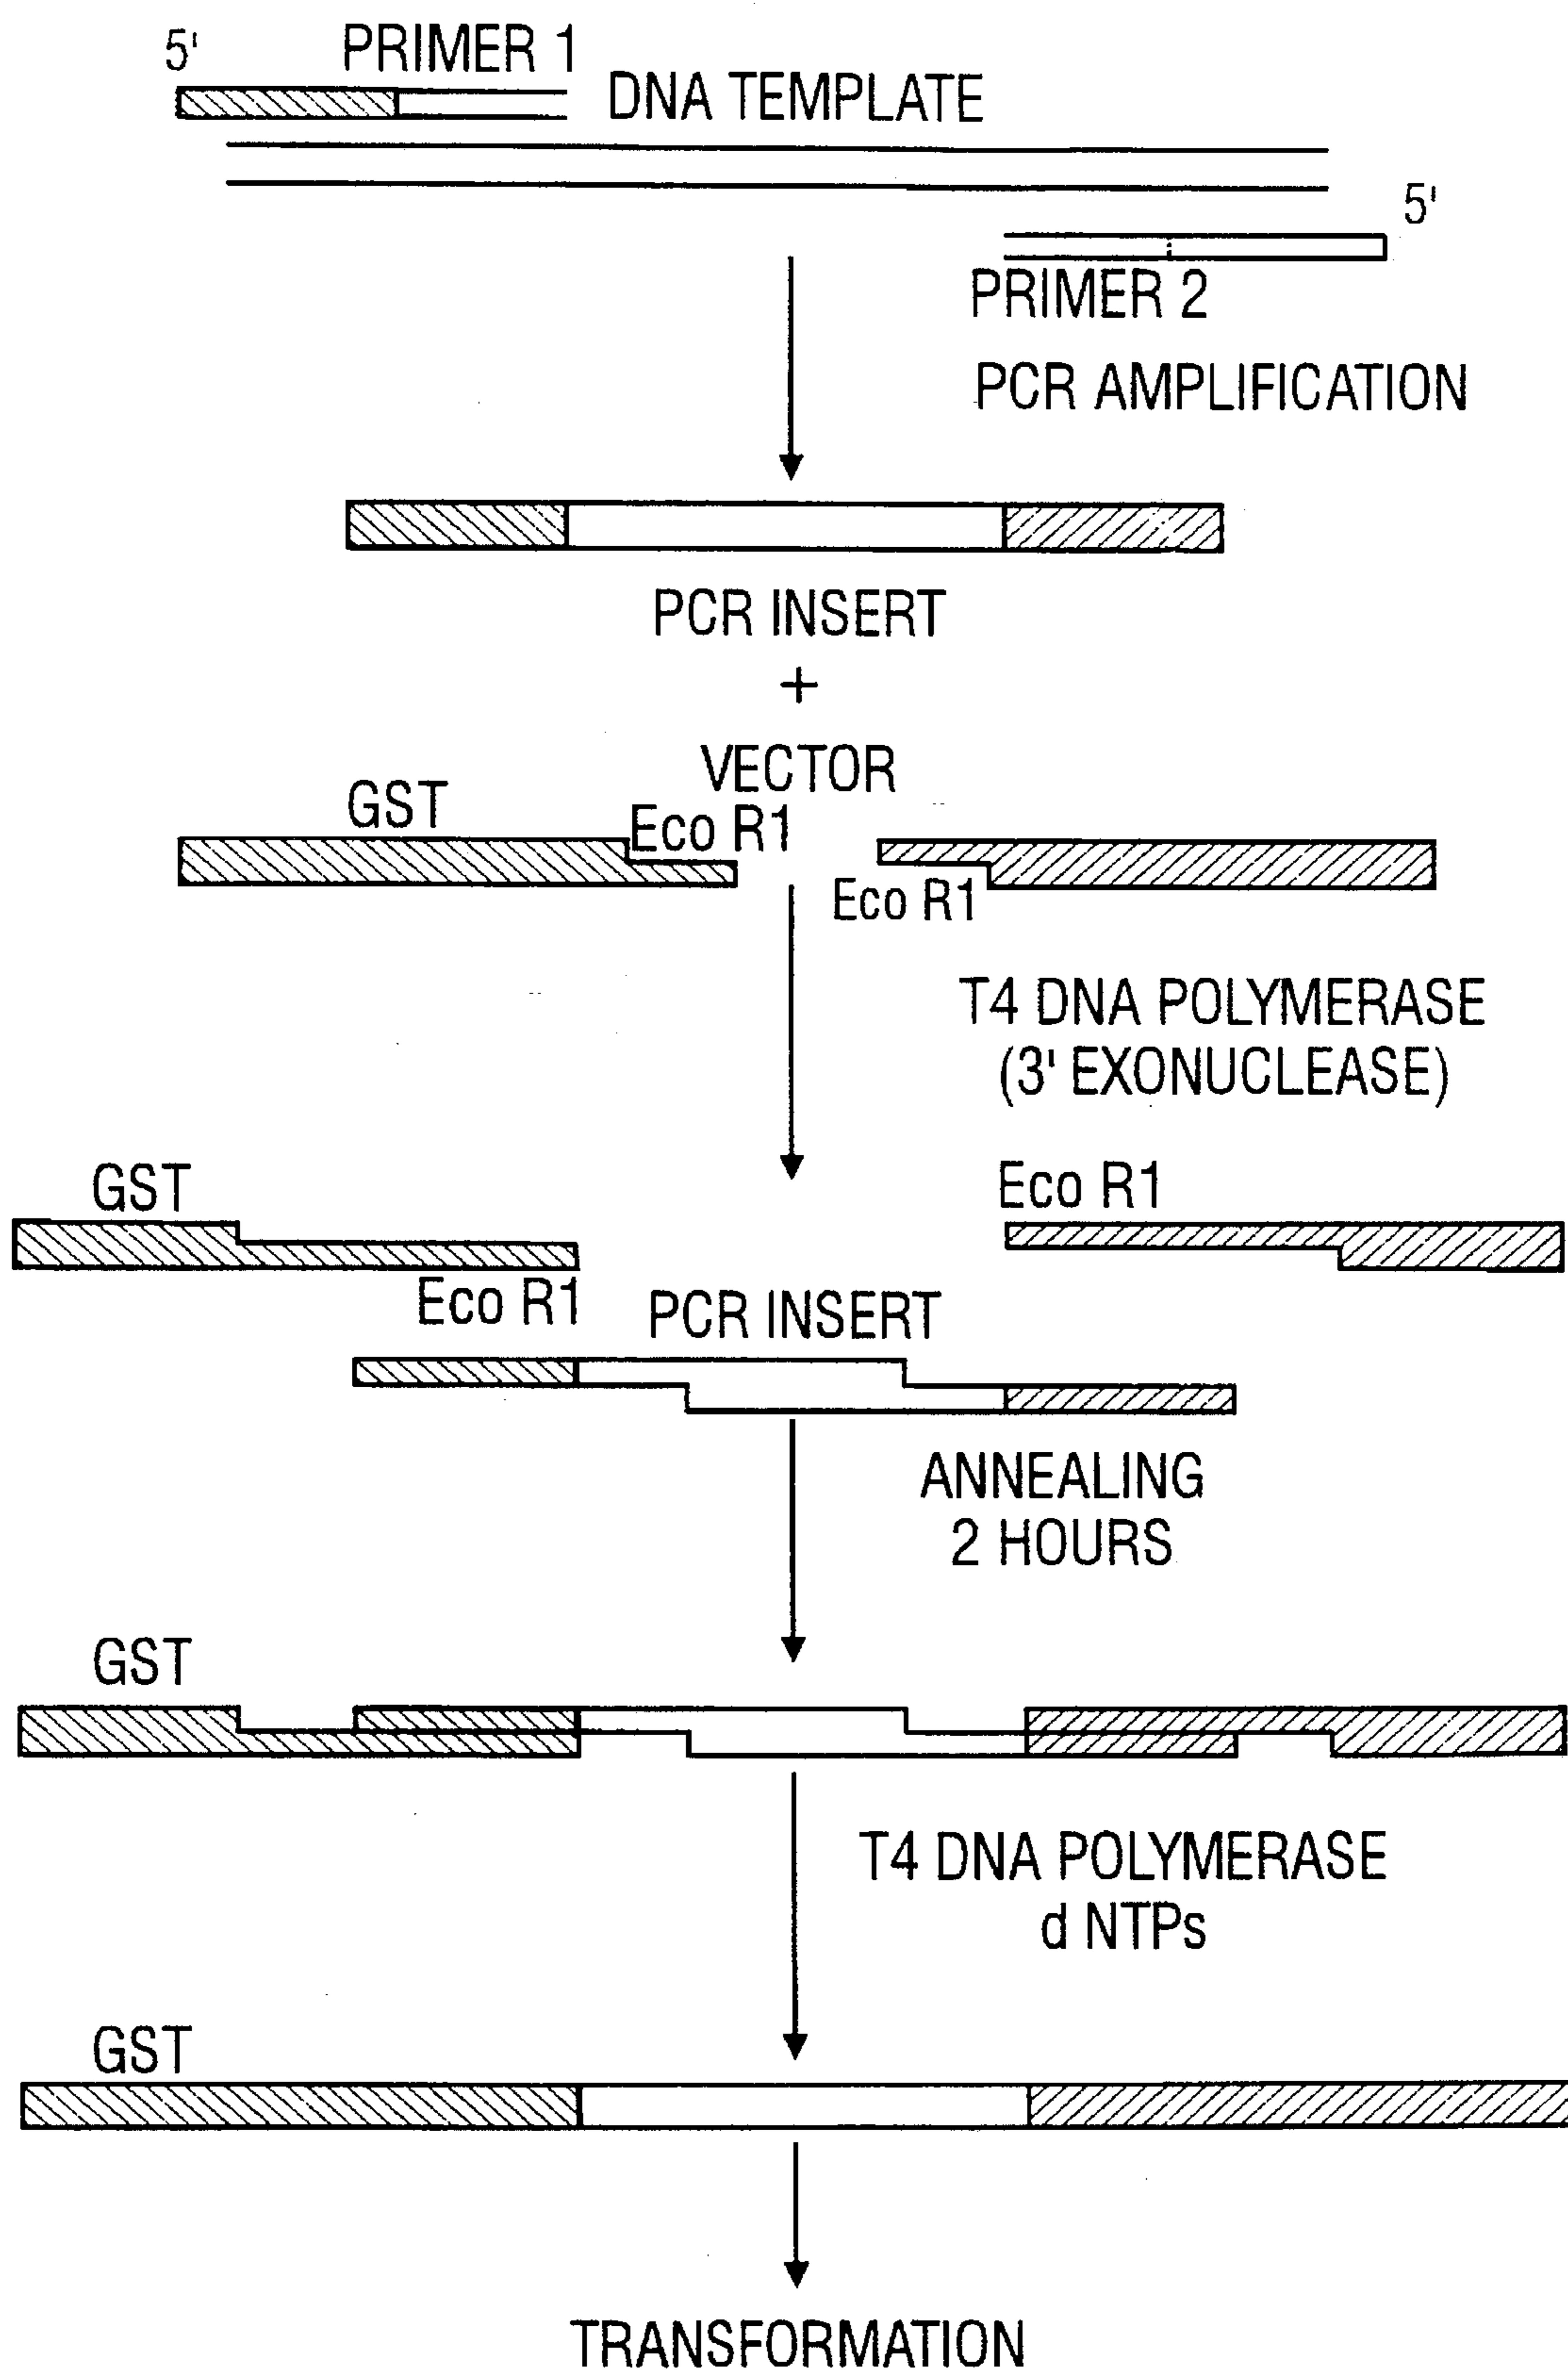 5' PRIMER 1
DNA TEMPLATE
5'
PRIMER 2
PCR AMPLIFICATION
PCR INSERT
+
VECTOR
GST
Eco R1
Eco R1
T4 DNA POLYMERASE
(3' EXONUCLEASE)
GST
Eco R1
Eco R1
PCR INSERT
ANNEALING
2 HOURS
GST
T4 DNA POLYMERASE
d NTPs
GST
TRANSFORMATION